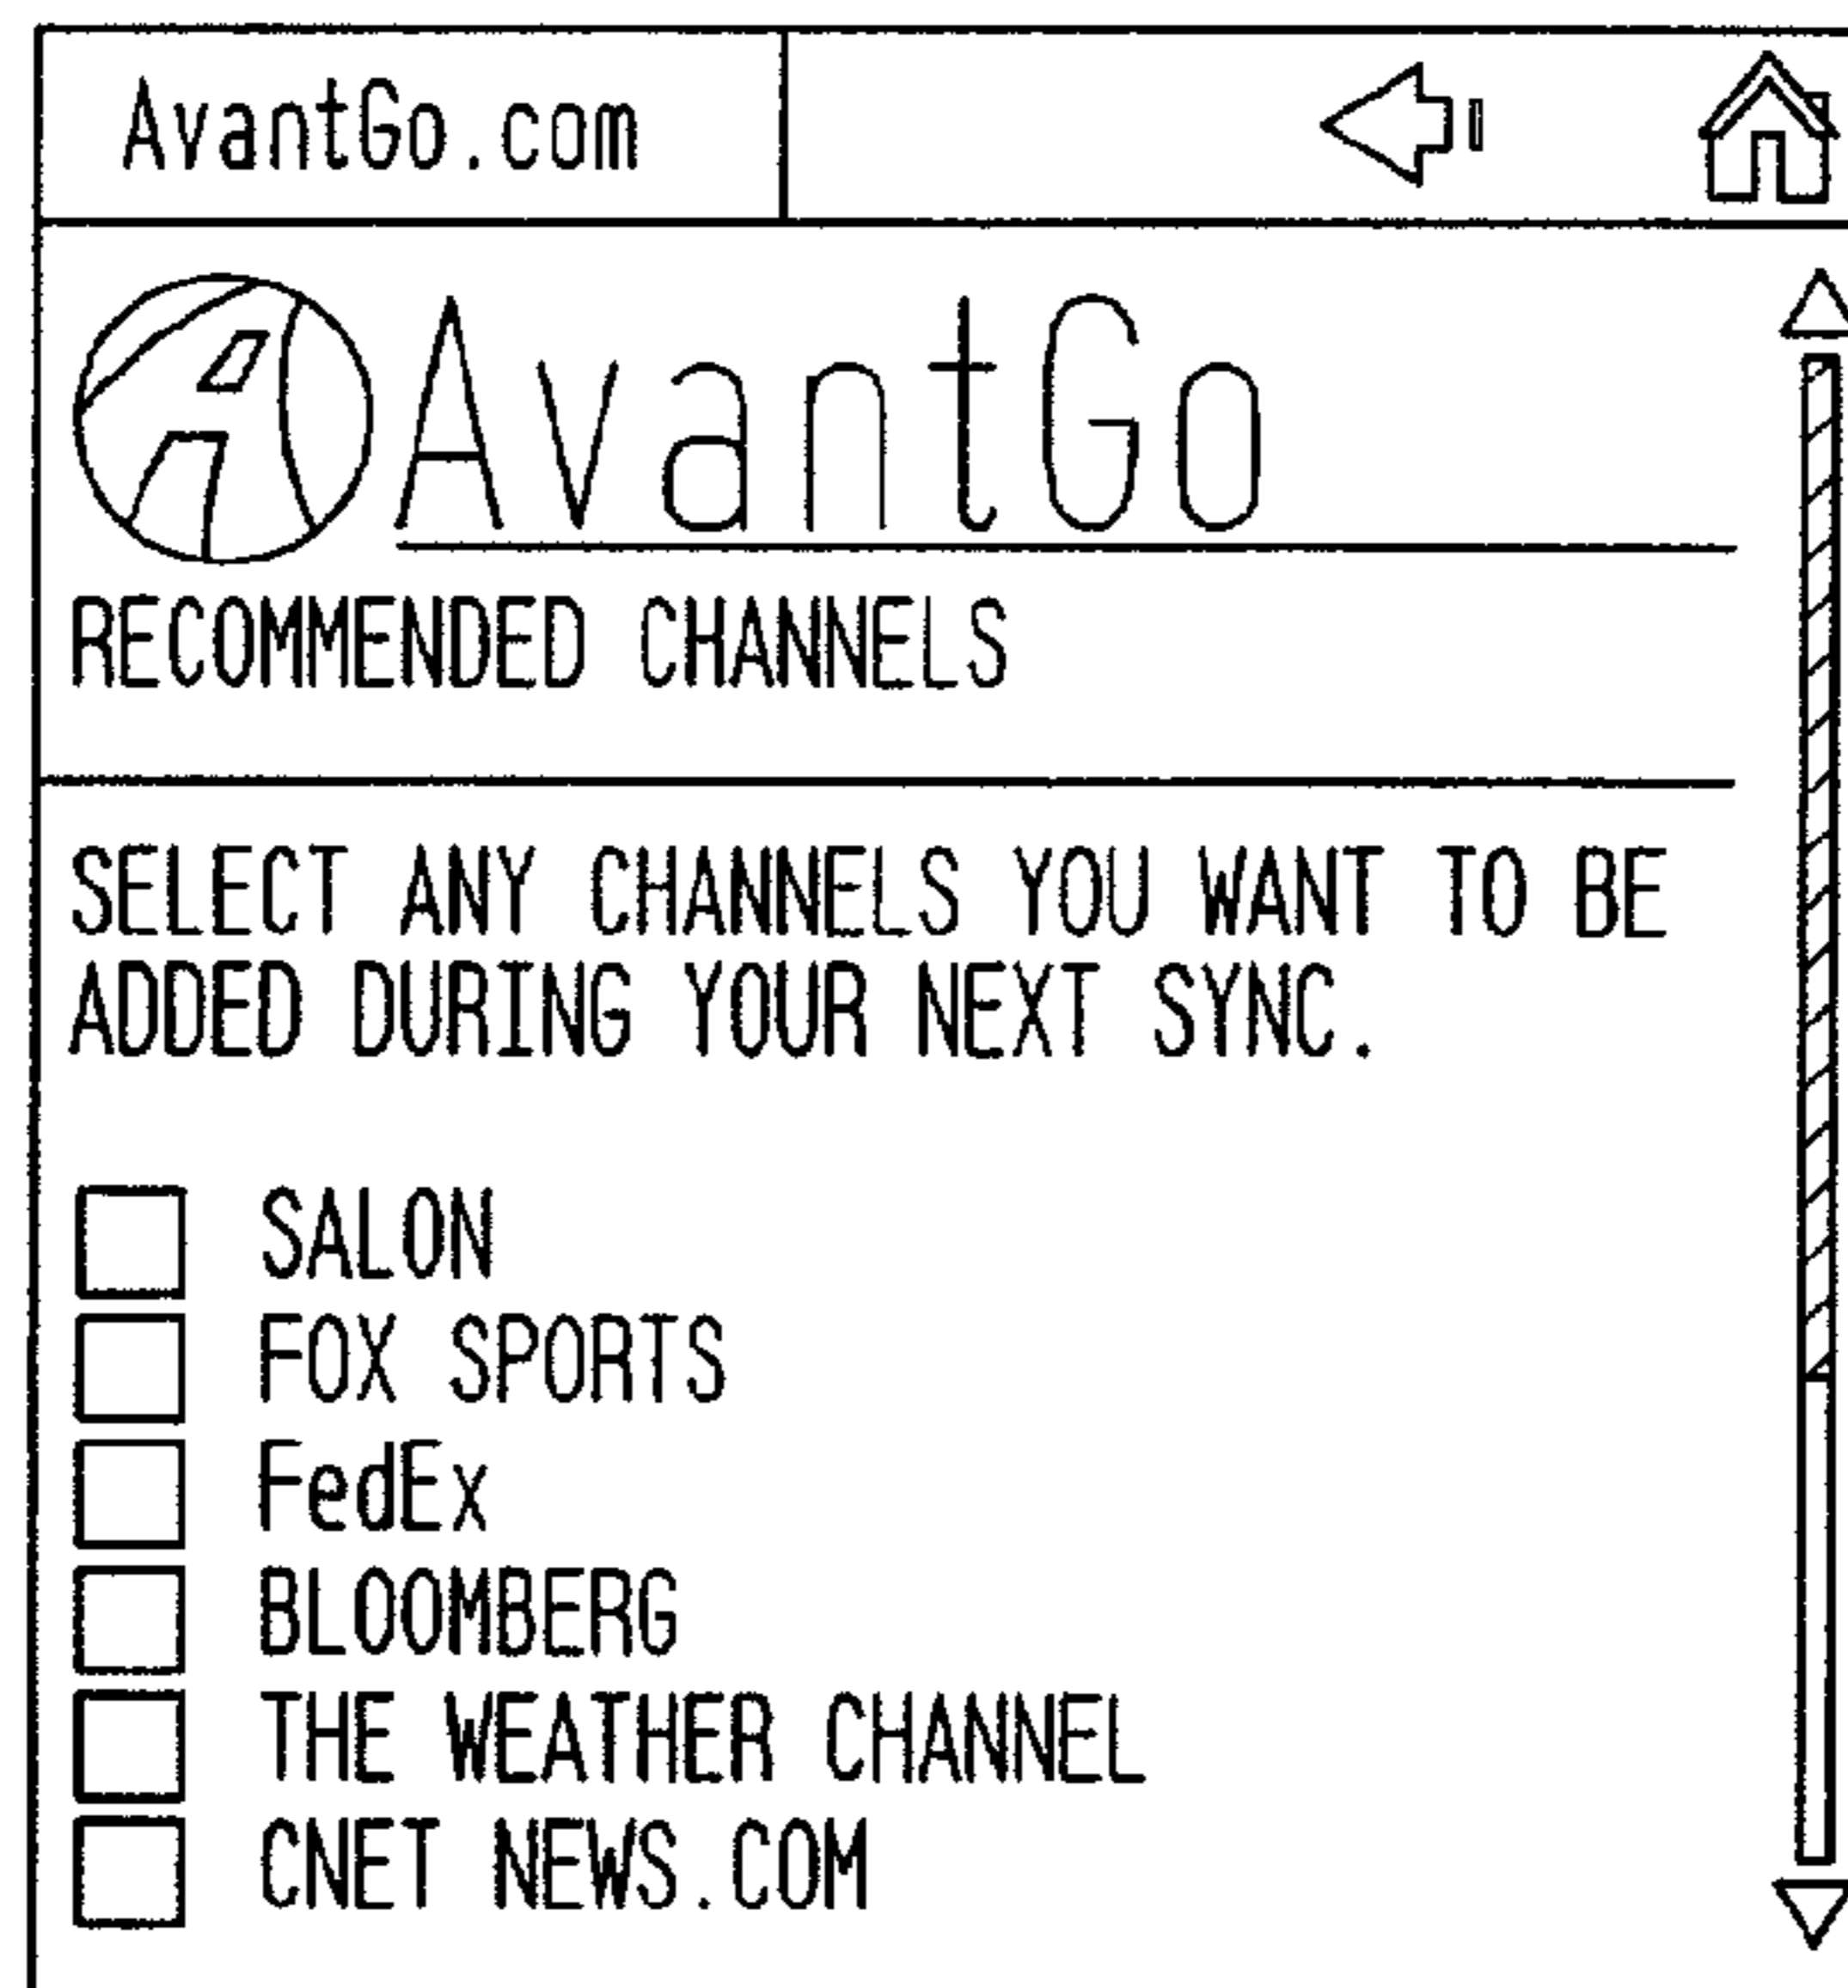 AvantGo.com
AvantGo
RECOMMENDED CHANNELS
SELECT ANY CHANNELS YOU WANT TO BE
ADDED DURING YOUR NEXT SYNC.
SALON
FOX SPORTS
FedEx
BLOOMBERG
THE WEATHER CHANNEL
CNET NEWS.COM